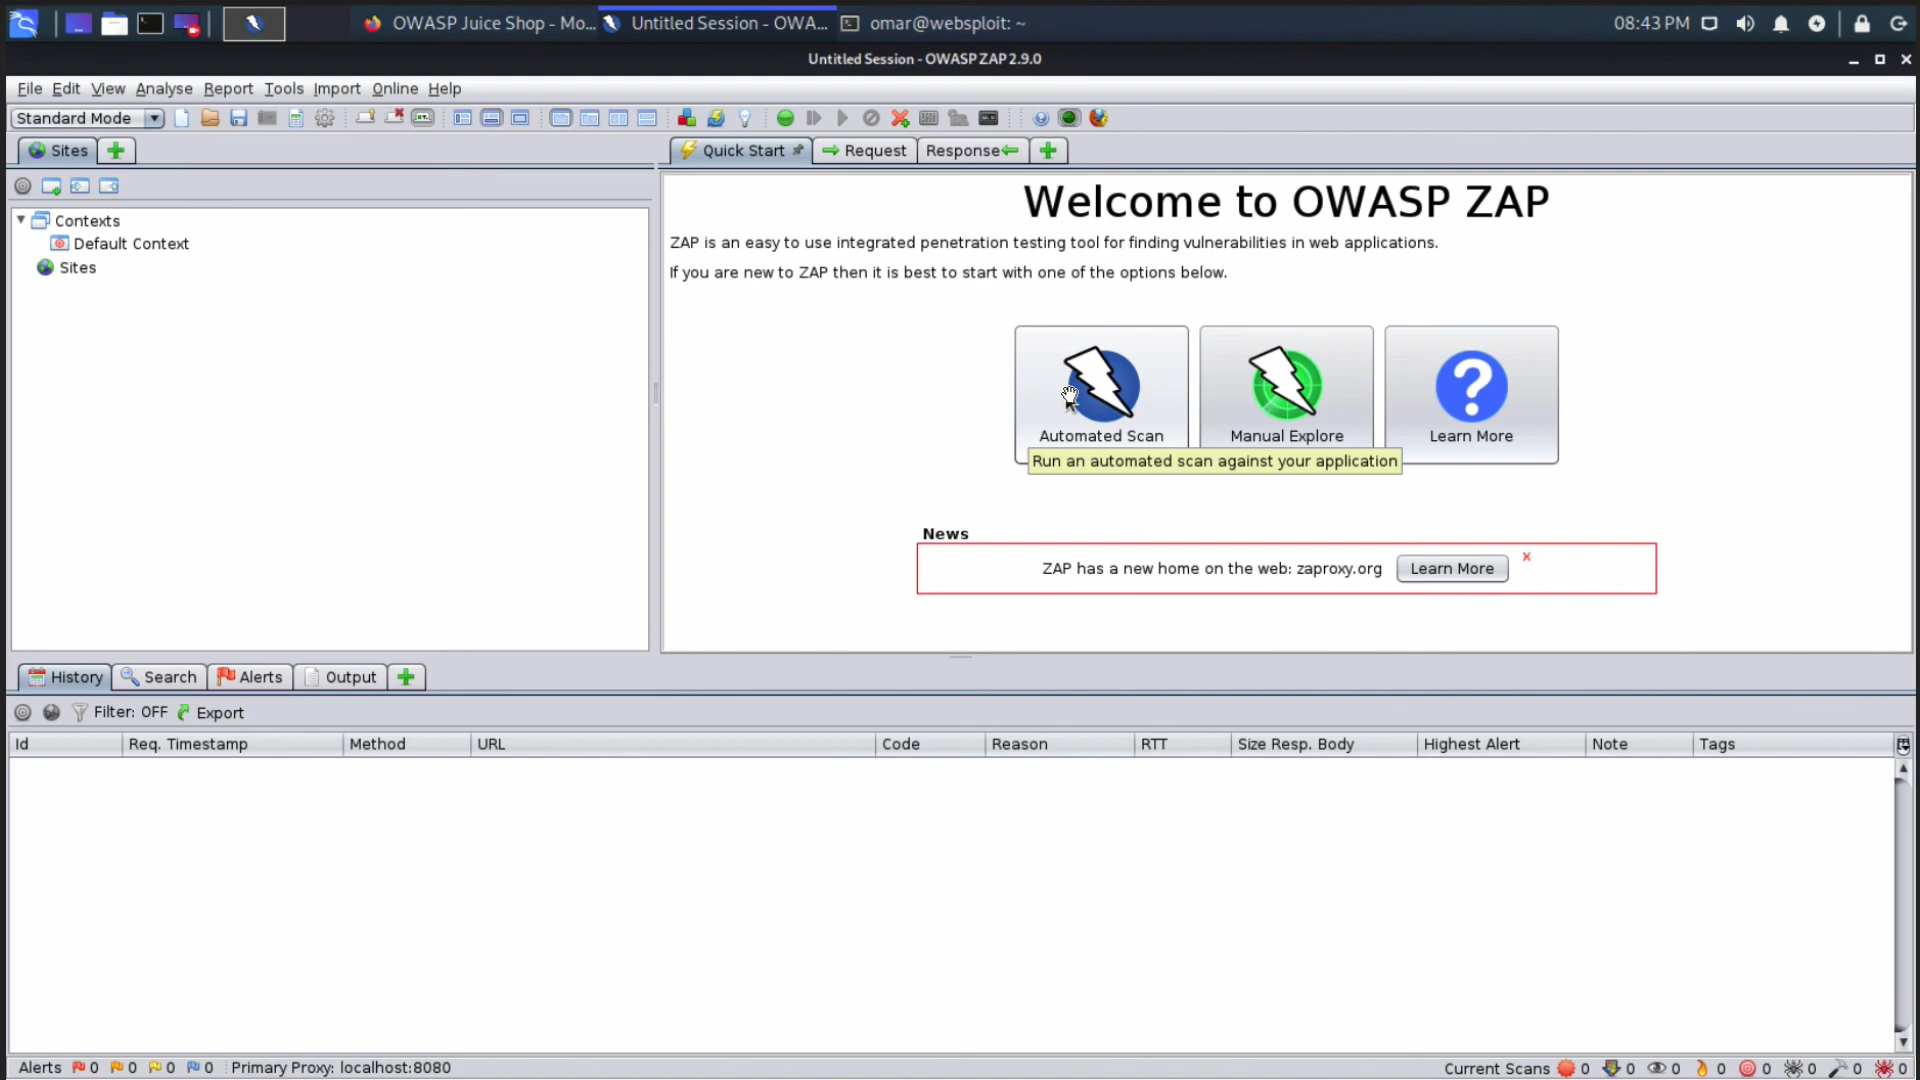 OWASP Juice Shop - Mo...
Untitled Session - OWA...
omar@websploit: ~
08:43 PM
Untitled Session - OWASP ZAP 2.9.0
File Edit View Analyse Report Tools Import Online Help
Standard Mode
Sites
Quick Start
Request
Response
Contexts
Default Context
Sites
Welcome to OWASP ZAP
ZAP is an easy to use integrated penetration testing tool for finding vulnerabilities in web applications.
If you are new to ZAP then it is best to start with one of the options below.
Automated Scan
Manual Explore
Learn More
Run an automated scan against your application
News
ZAP has a new home on the web: zaproxy.org
Learn More
x
History
Search
Alerts
Output
Filter: OFF
Export
Id
Req. Timestamp
Method
URL
Code
Reason
RTT
Size Resp. Body
Highest Alert
Note
Tags
Alerts 0 0 0 0 Primary Proxy: localhost:8080
Current Scans 0 0 0 0 0 0 0 0